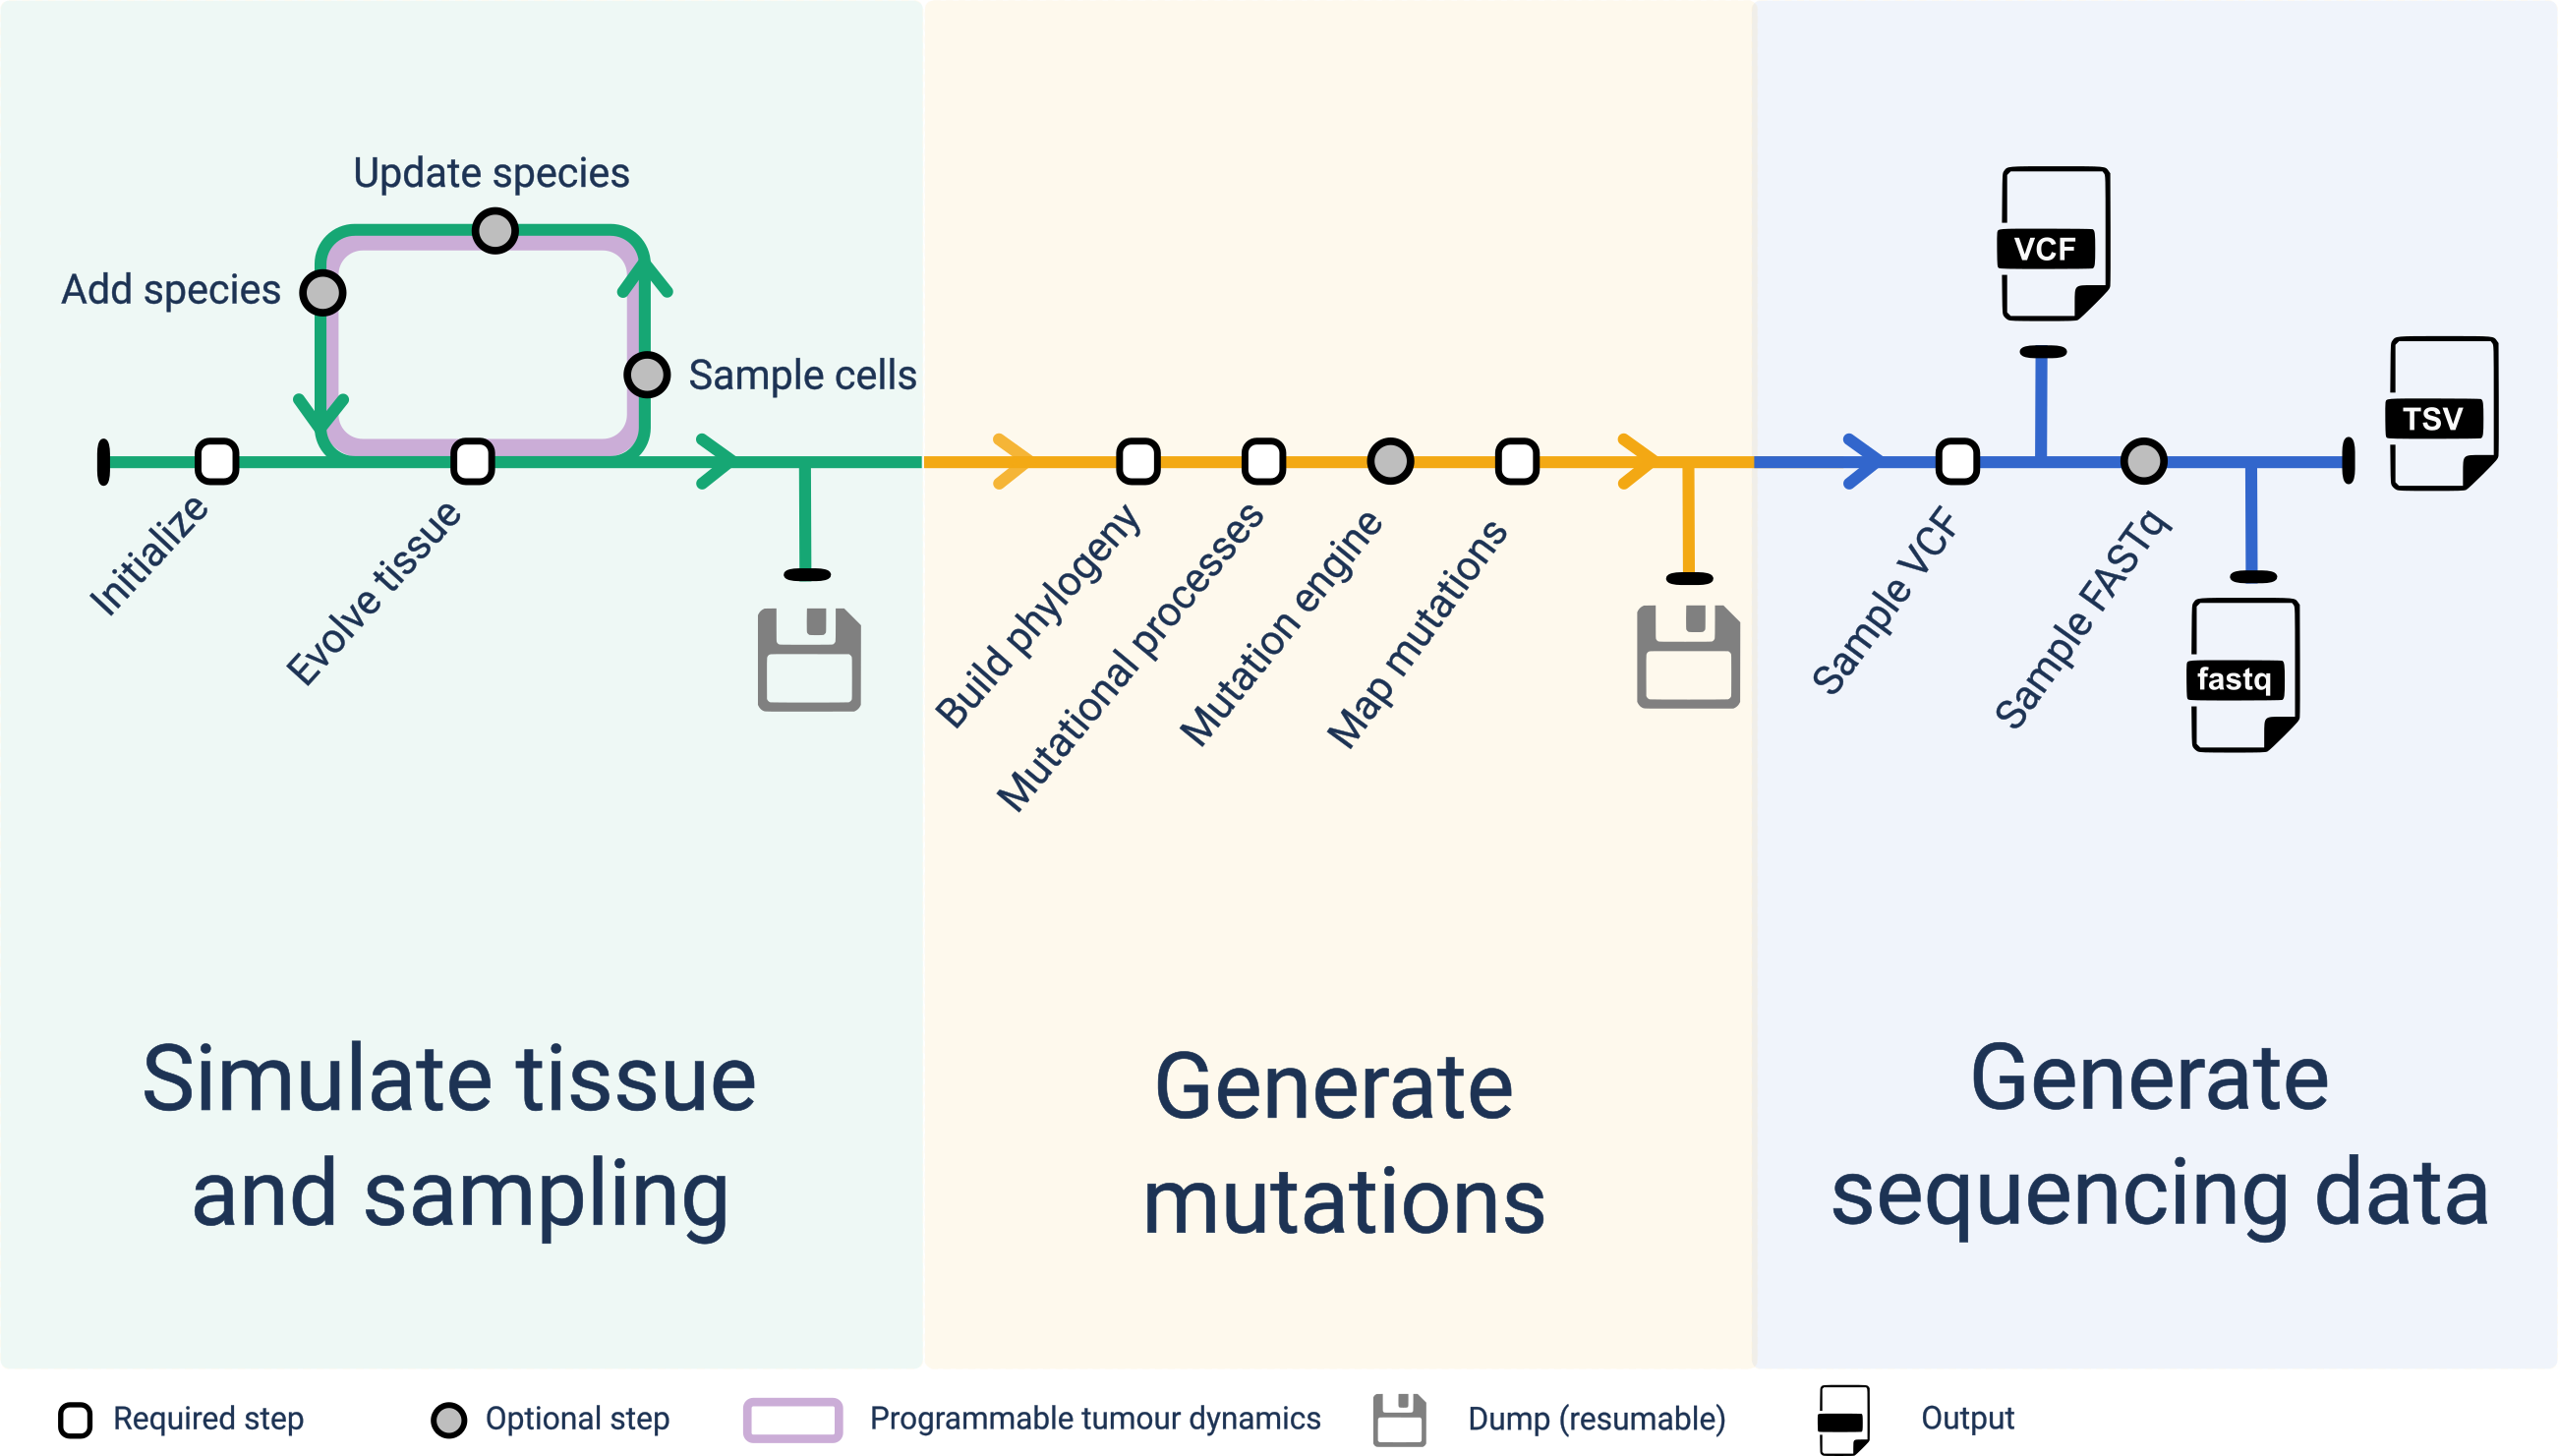 Update species
Add species
Sample cells
Initialize
Evolve tissue
Build phylogeny
Mutational processes
Mutation engine
Map mutations
VCF
TSV
Sample VCF
Sample FASTq
fastq
Simulate tissue
and sampling
Generate
mutations
Generate
sequencing data
Required step
Optional step
Programmable tumour dynamics
Dump (resumable)
Output